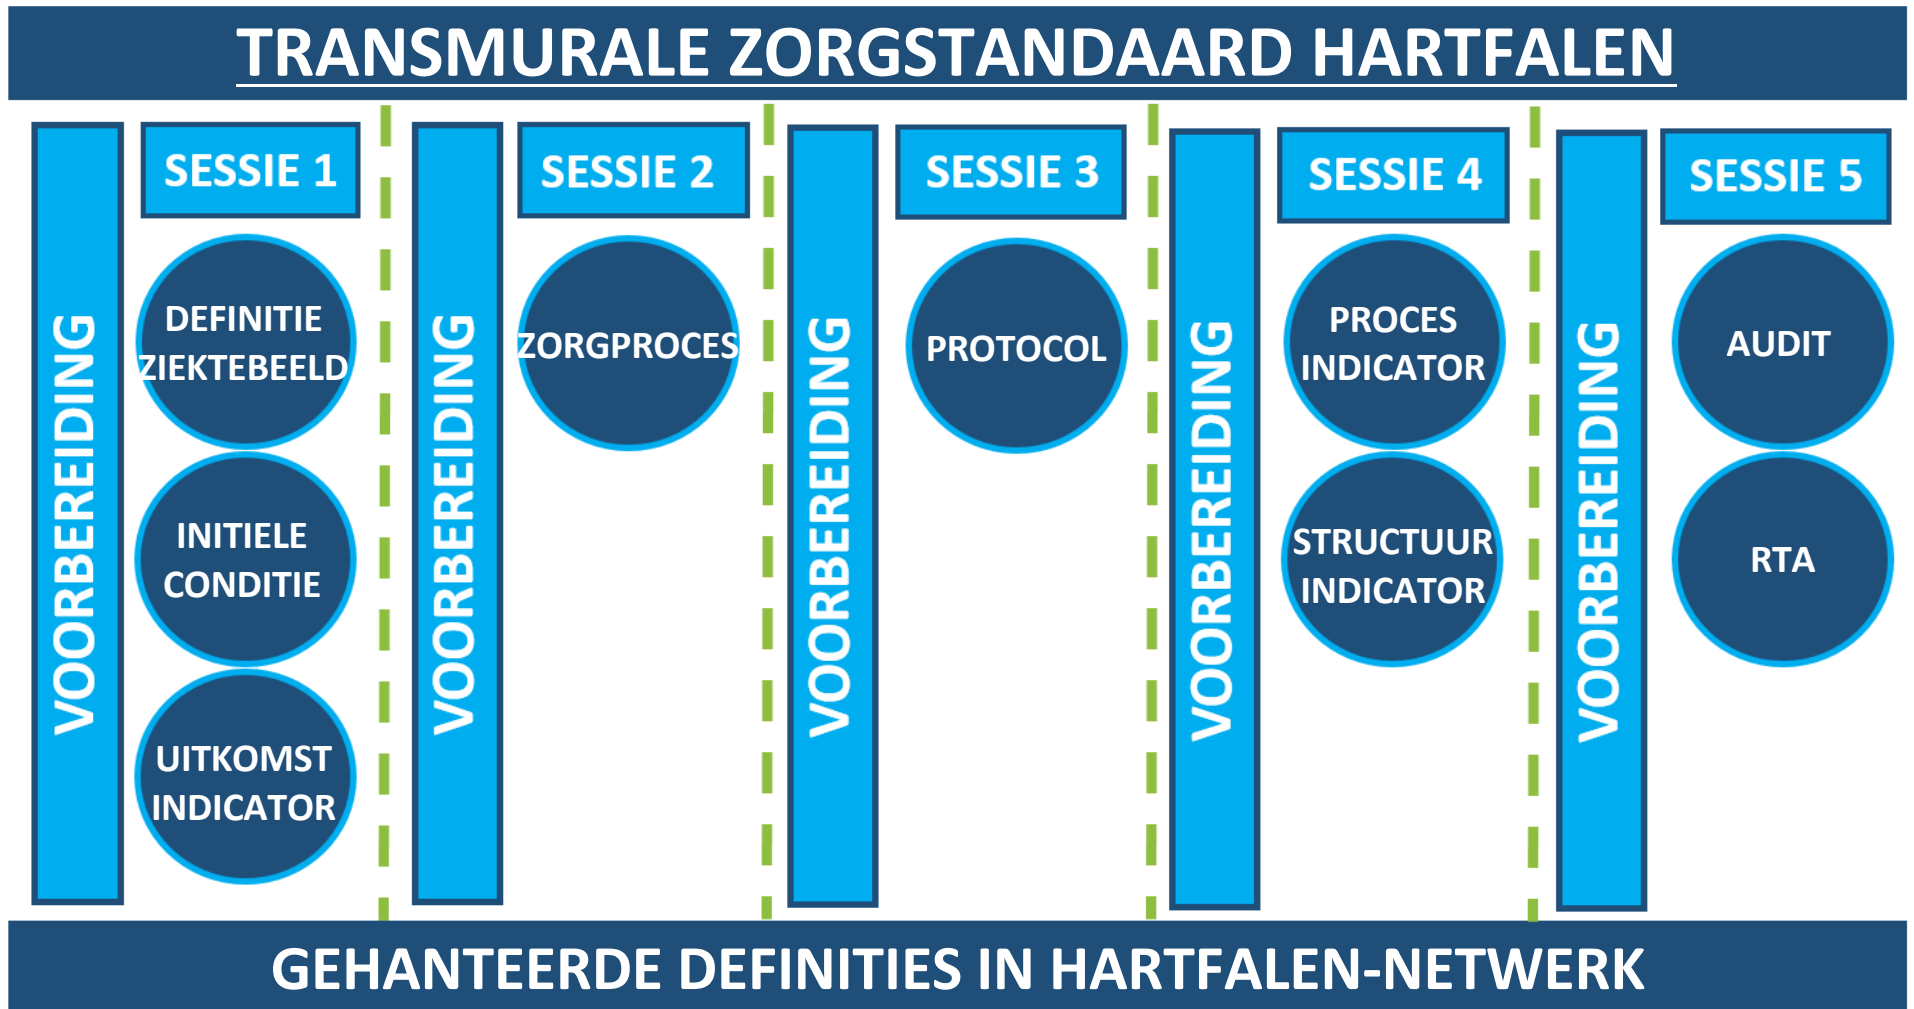 TRANSMURALE ZORGSTANDAARD HARTFALEN
VOORBEREIDING
SESSIE 1
DEFINITIE
ZIEKTEBEELD
INITIELE
CONDITIE
UITKOMST
INDICATOR
VOORBEREIDING
SESSIE 2
ZORGPROCES
VOORBEREIDING
SESSIE 3
PROTOCOL
VOORBEREIDING
SESSIE 4
PROCES
INDICATOR
STRUCTUUR
INDICATOR
VOORBEREIDING
SESSIE 5
AUDIT
RTA
GEHANTEERDE DEFINITIES IN HARTFALEN-NETWERK